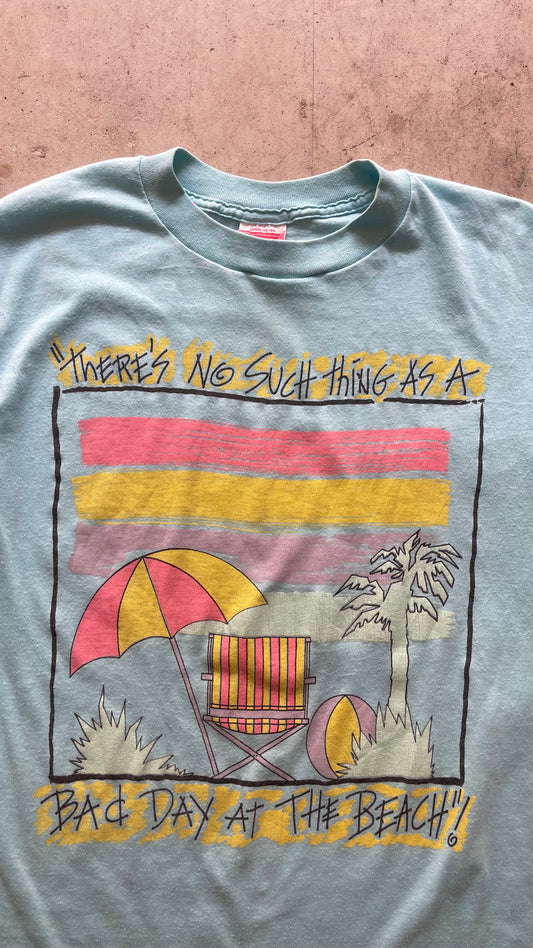 "THERE'S NO SUCH THING AS A
BAd DAY AT THE BEACH"!